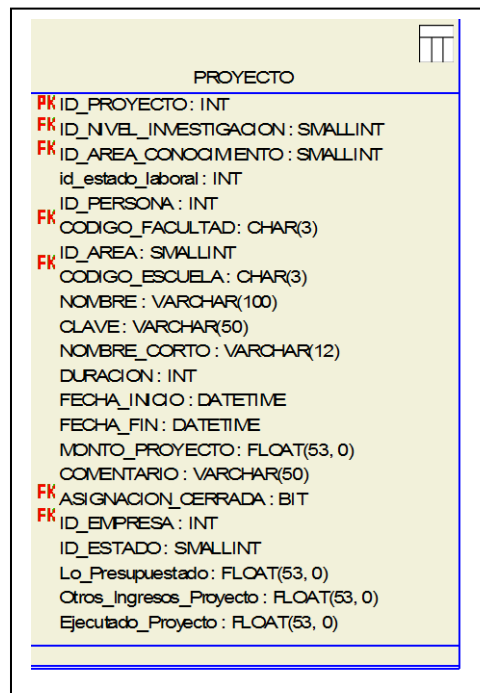 PROYECTO
PK ID_PROYECTO : INT
FK ID_NIVEL_INVESTIGACION : SMALLINT
FK ID_AREA_CONOCIMIENTO : SMALLINT
id_estado_laboral : INT
ID_PERSONA : INT
FK CODIGO_FACULTAD : CHAR(3)
ID_AREA : SMALLINT
FK CODIGO_ESCUELA : CHAR(3)
NOMBRE : VARCHAR(100)
CLAVE : VARCHAR(50)
NOMBRE_CORTO : VARCHAR(12)
DURACION : INT
FECHA_INICIO : DATETIME
FECHA_FIN : DATETIME
MONTO_PROYECTO : FLOAT(53, 0)
COMENTARIO : VARCHAR(50)
FK ASIGNACION_CERRADA : BIT
FK ID_EMPRESA : INT
ID_ESTADO : SMALLINT
Lo_Presupuestado : FLOAT(53, 0)
Otros_Ingresos_Proyecto : FLOAT(53, 0)
Ejecutado_Proyecto : FLOAT(53, 0)